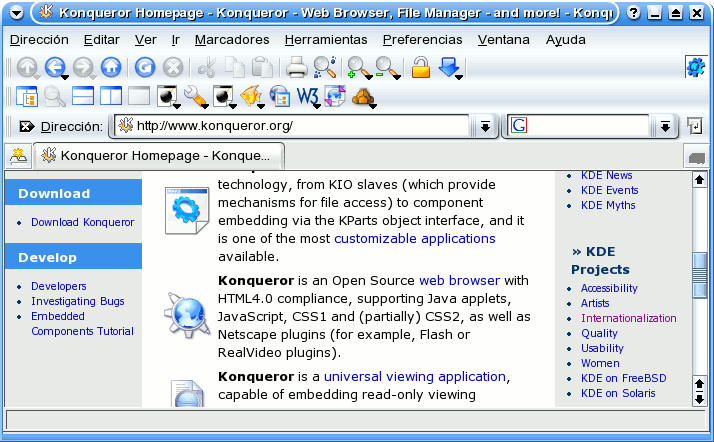 Konqueror Homepage - Konqueror - Web Browser, File Manager - and more! - Konqu
Dirección Editar Ver Ir Marcadores Herramientas Preferencias Ventana Ayuda
W3
Dirección: http://www.konqueror.org/ G
Konqueror Homepage - Konque...
Download
Download Konqueror
Develop
Developers
Investigating Bugs
Embedded
Components Tutorial
technology, from KIO slaves (which provide
mechanisms for file access) to component
embedding via the KParts object interface, and it
is one of the most customizable applications
available.
Konqueror is an Open Source web browser with
HTML4.0 compliance, supporting Java applets,
JavaScript, CSS1 and (partially) CSS2, as well as
Netscape plugins (for example, Flash or
RealVideo plugins).
Konqueror is a universal viewing application,
capable of embedding read-only viewing
KDE News
KDE Events
KDE Myths
» KDE
Projects
Accessibility
Artists
Internationalization
Quality
Usability
Women
KDE on FreeBSD
KDE on Solaris